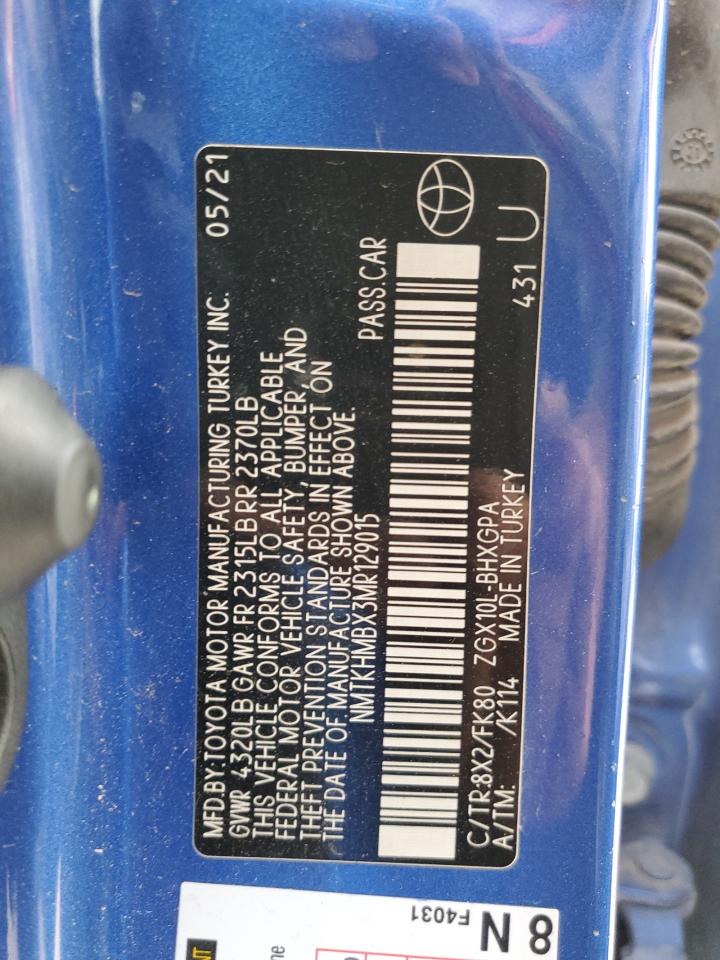 MFD.BY:TOYOTA MOTOR MANUFACTURING TURKEY INC. 05/21
GVWR 4320LB GAWR FR 2315LB RR 2370LB
THIS VEHICLE CONFORMS TO ALL APPLICABLE
FEDERAL MOTOR VEHICLE SAFETY, BUMPER, AND
THEFT PREVENTION STANDARDS IN EFFECT ON
THE DATE OF MANUFACTURE SHOWN ABOVE.
NMTKHMBX3MR129015 PASS.CAR
C/TR:8X2/FK80 ZGX10L-BHXGPA
A/TM: /K114 MADE IN TURKEY 431 U
8 N
F4031